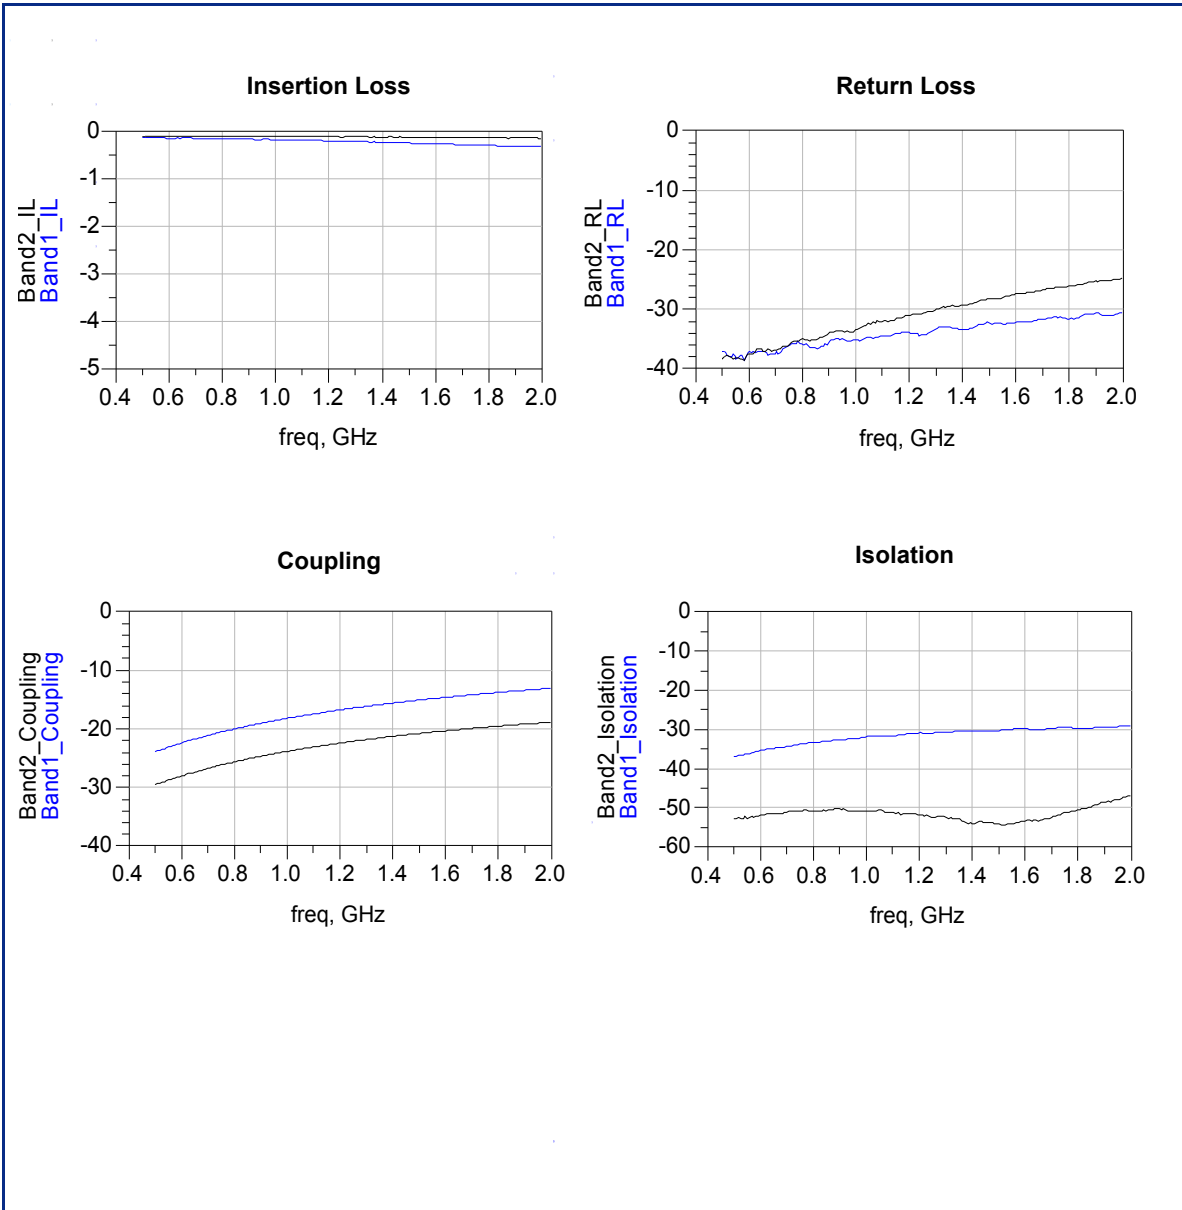 Insertion Loss
Band2_IL
Band1_IL
0
-1
-2
-3
-4
-5
0.4 0.6 0.8 1.0 1.2 1.4 1.6 1.8 2.0
freq, GHz
Return Loss
Band2_RL
Band1_RL
0
-10
-20
-30
-40
0.4 0.6 0.8 1.0 1.2 1.4 1.6 1.8 2.0
freq, GHz
Coupling
Band2_Coupling
Band1_Coupling
0
-10
-20
-30
-40
0.4 0.6 0.8 1.0 1.2 1.4 1.6 1.8 2.0
freq, GHz
Isolation
Band2_Isolation
Band1_Isolation
0
-10
-20
-30
-40
-50
-60
0.4 0.6 0.8 1.0 1.2 1.4 1.6 1.8 2.0
freq, GHz